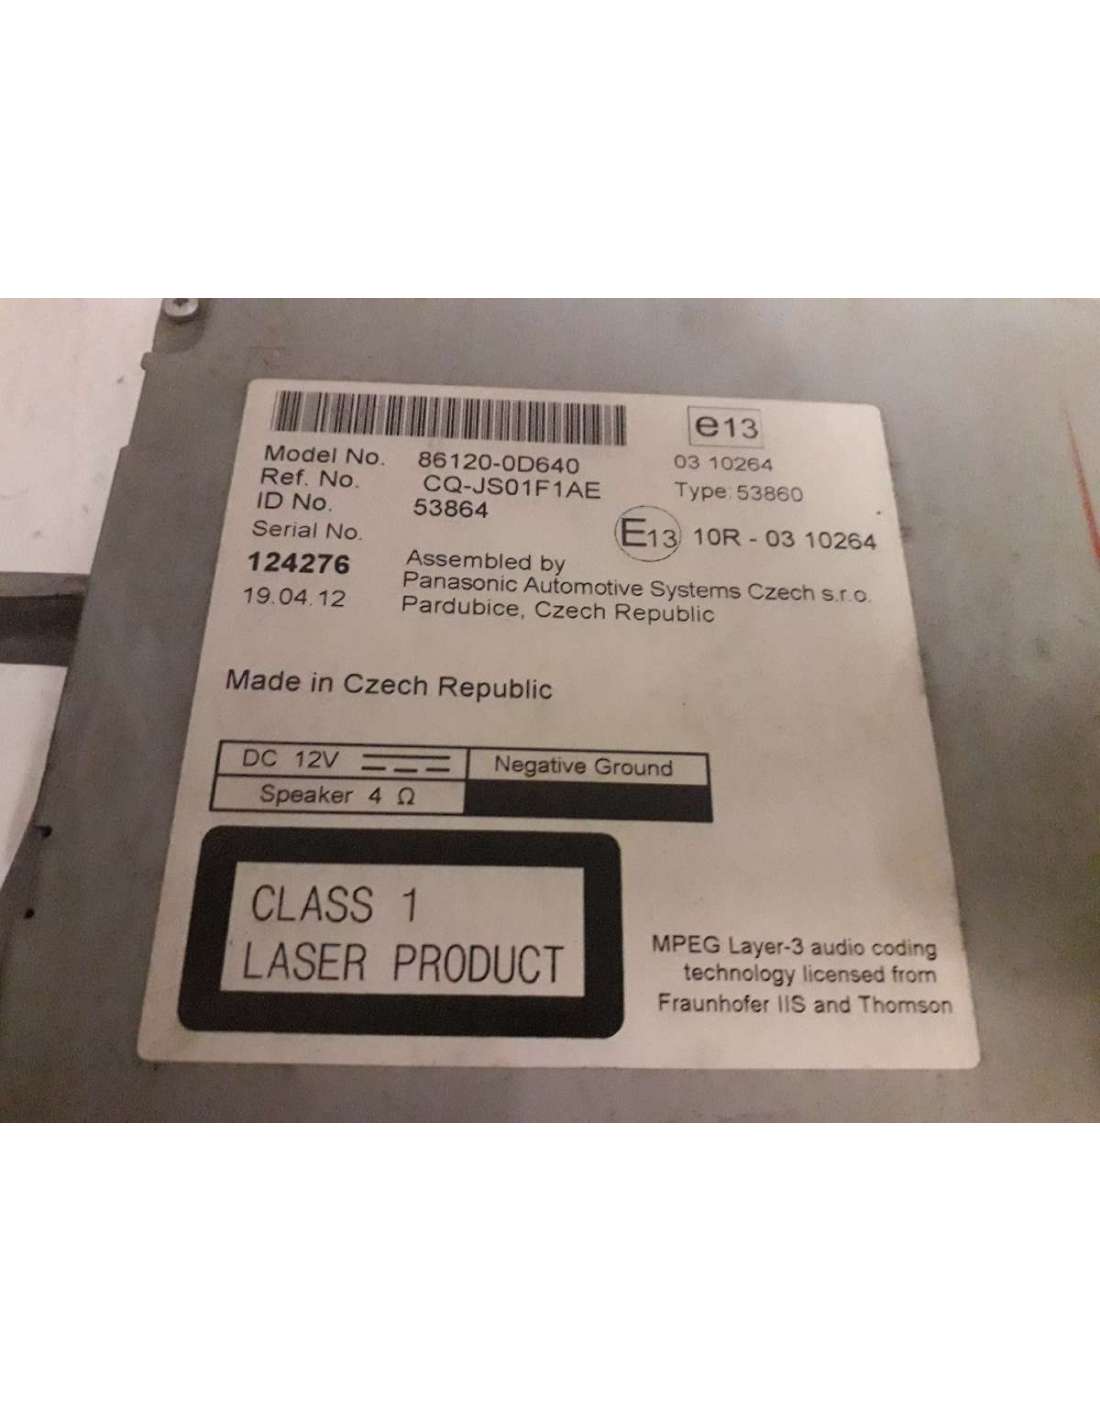 e13
Model No. 86120-0D640
03 10264
Ref. No. CQ-JS01F1AE
Type: 53860
ID No. 53864
Serial No.
E13 10R - 03 10264
124276
Assembled by
Panasonic Automotive Systems Czech s.r.o.
19.04.12
Pardubice, Czech Republic
Made in Czech Republic
DC 12V
Negative Ground
Speaker 4 Ω
CLASS 1
LASER PRODUCT
MPEG Layer-3 audio coding
technology licensed from
Fraunhofer IIS and Thomson